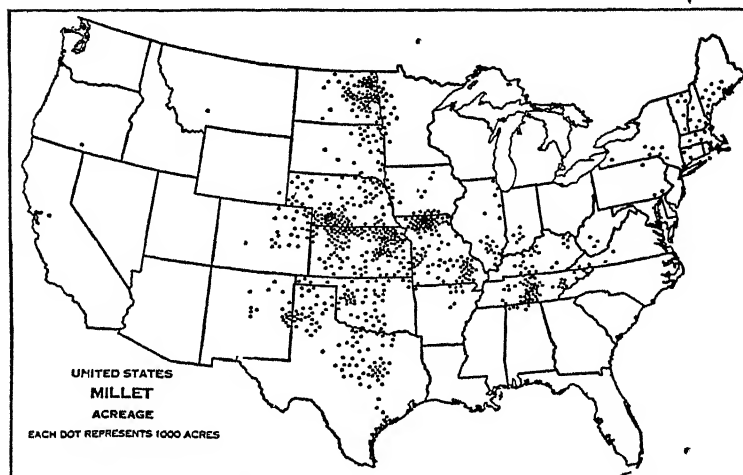 UNITED STATES
MILLET
ACREAGE
EACH DOT REPRESENTS 1000 ACRES